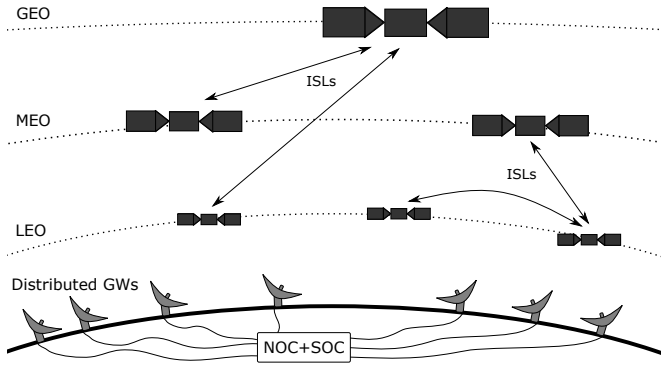 GEO
ISLs
MEO
ISLs
LEO
Distributed GWs
NOC+SOC